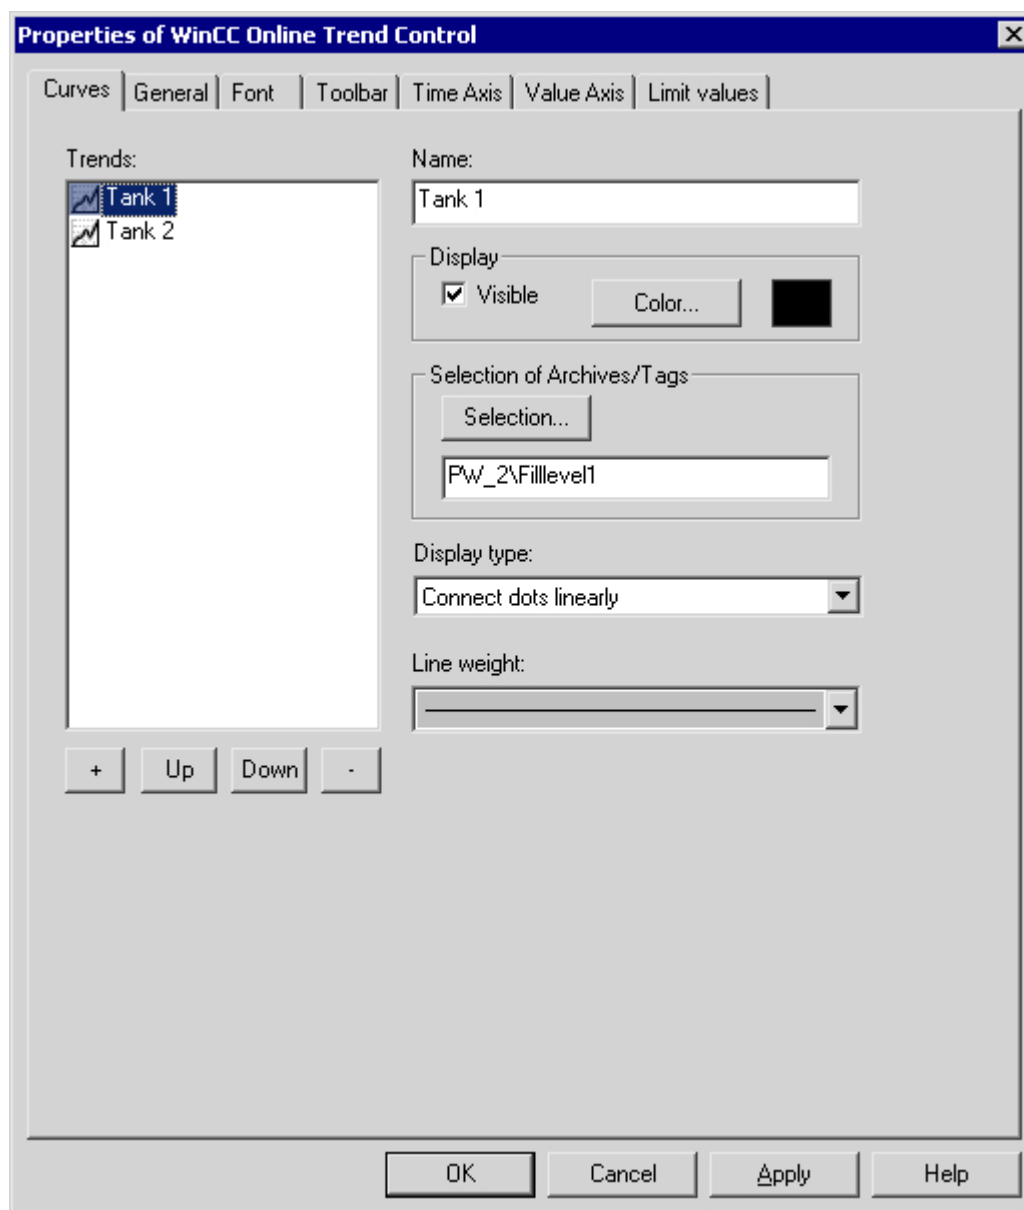 Properties of WinCC Online Trend Control
Curves General Font Toolbar Time Axis Value Axis Limit values
Trends:
Tank 1
Tank 2
+ Up Down -
Name:
Tank 1
Display
Visible Color...
Selection of Archives/Tags
Selection...
PW_2\Filllevel1
Display type:
Connect dots linearly
Line weight:
OK Cancel Apply Help